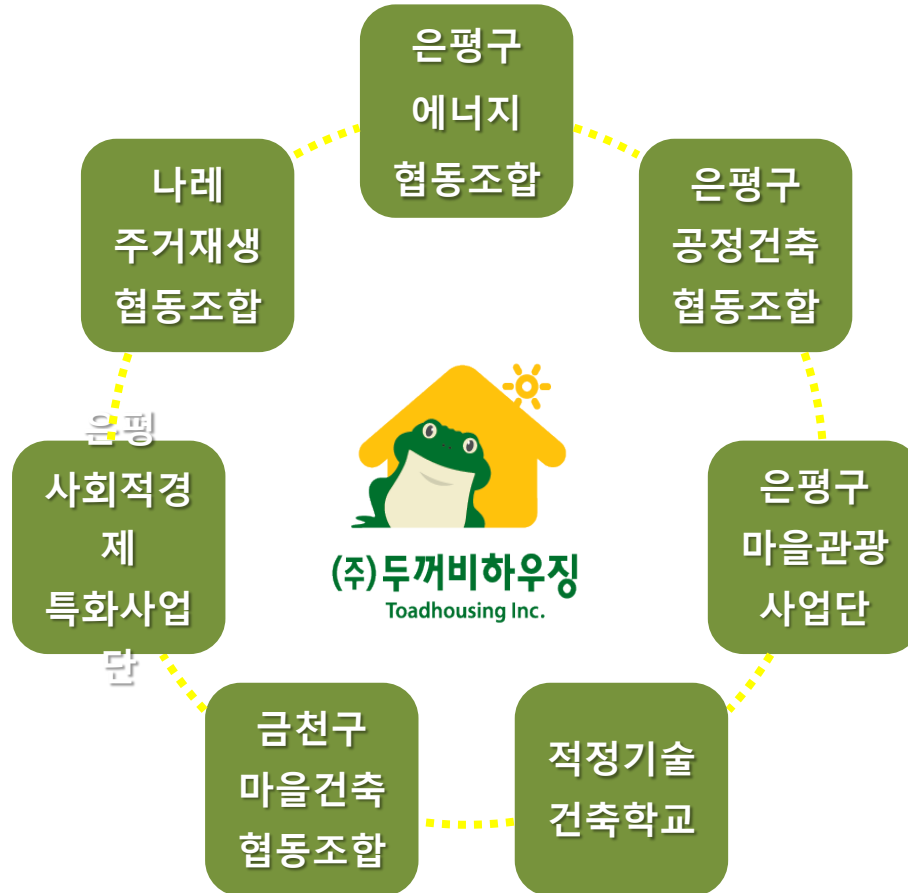 은평구
에너지
협동조합
나레
주거재생
협동조합
은평구
공정건축
협동조합
은평
사회적경
제
특화사업
단
(주)두꺼비하우징
Toadhousing Inc.
은평구
마을관광
사업단
금천구
마을건축
협동조합
적정기술
건축학교